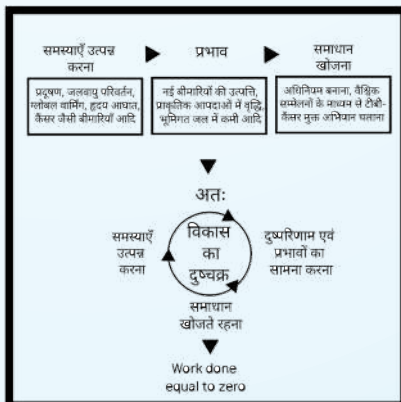 समस्याएँ उत्पन्न
करना
प्रभाव
समाधान
खोजना
प्रदूषण, जलवायु परिवर्तन,
ग्लोबल वार्मिंग, हृदय आघात,
कैंसर जैसी बीमारियाँ आदि
नई बीमारियों की उत्पत्ति,
प्राकृतिक आपदाओं में वृद्धि,
भूमिगत जल में कमी आदि
अधिनियम बनाना, वैश्विक
सम्मेलनों के माध्यम से टीबी-
कैंसर मुक्त अभियान चलाना
अतः
समस्याएँ
उत्पन्न
करना
विकास
का
दुष्चक्र
दुष्परिणाम एवं
प्रभावों का
सामना करना
समाधान
खोजते रहना
Work done
equal to zero